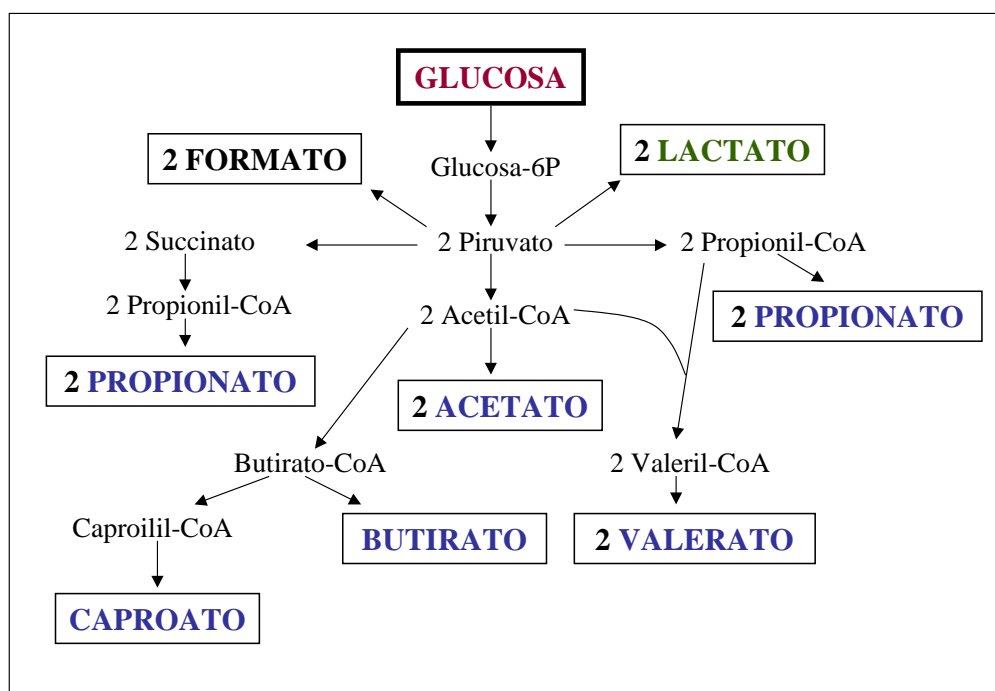 GLUCOSA
2 FORMATO
2 LACTATO
Glucosa-6P
2 Succinato
2 Piruvato
2 Propionil-CoA
2 Propionil-CoA
2 Acetil-CoA
2 PROPIONATO
2 PROPIONATO
2 ACETATO
Butirato-CoA
2 Valeril-CoA
Caproilil-CoA
BUTIRATO
2 VALERATO
CAPROATO